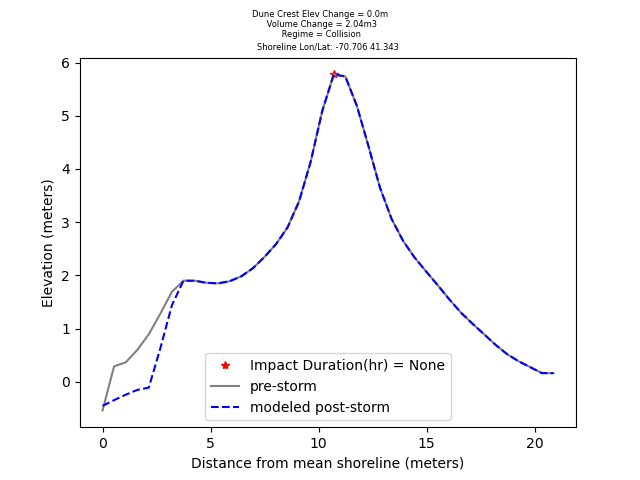 Dune Crest Elev Change = 0.0m
Volume Change = 2.04m3
Regime = Collision
Shoreline Lon/Lat: -70.706 41.343
6
5
4
3
2
1
0
Elevation (meters)
Impact Duration(hr) = None
pre-storm
modeled post-storm
0
5
10
15
20
Distance from mean shoreline (meters)